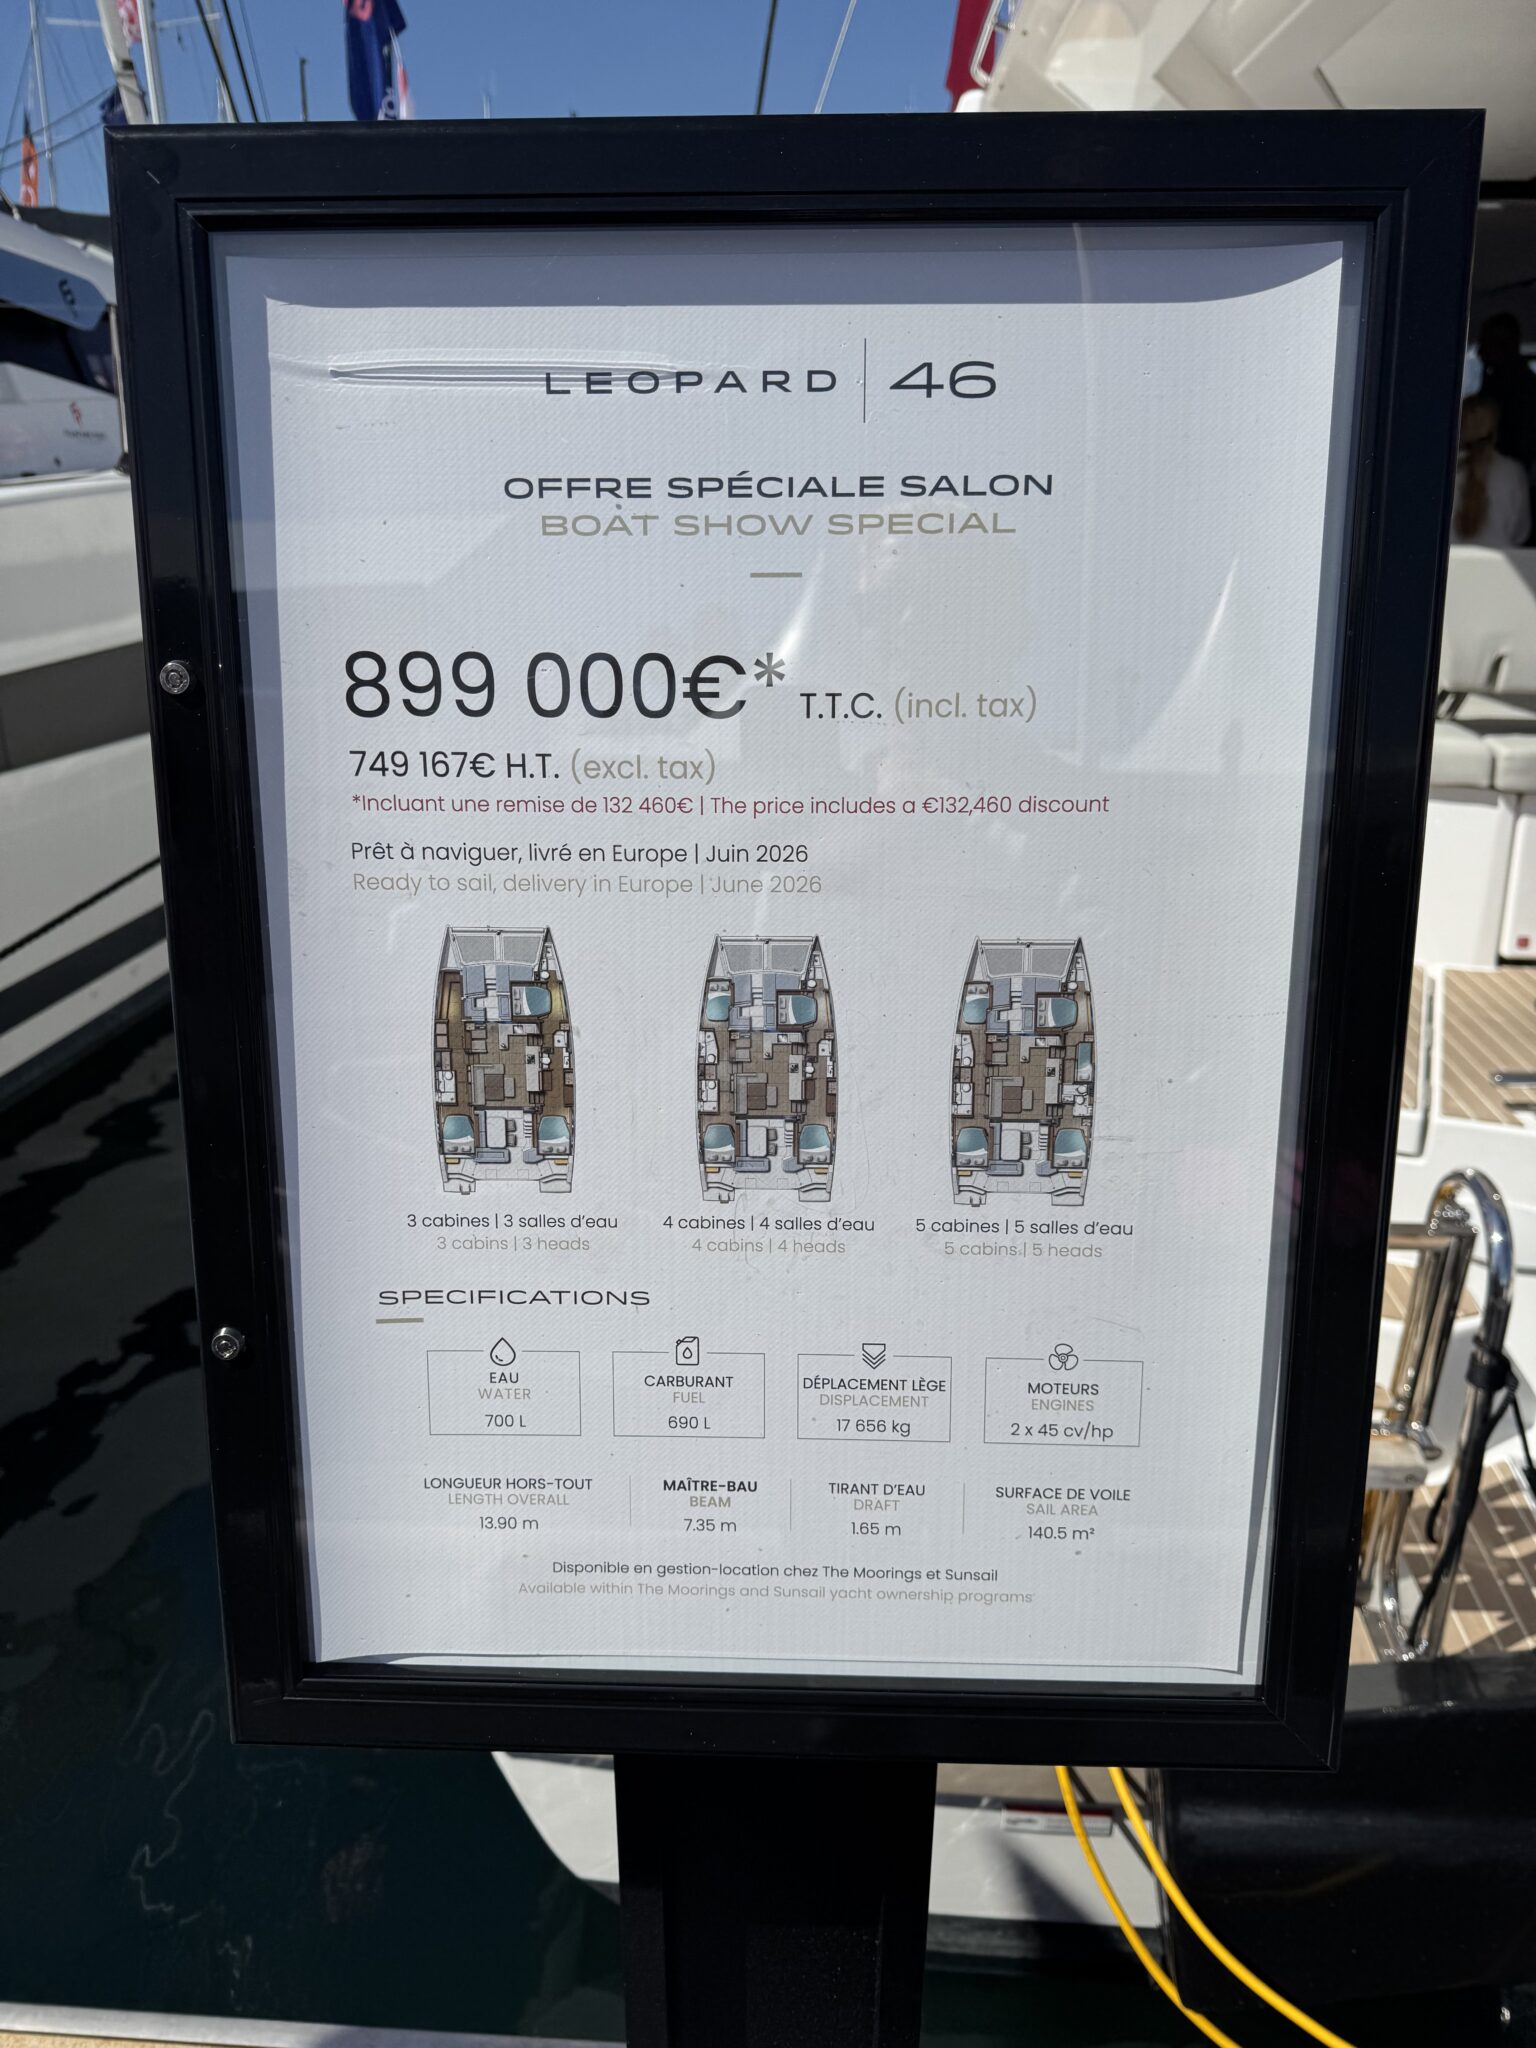 LEOPARD | 46
OFFRE SPÉCIALE SALON
BOAT SHOW SPECIAL
899 000€* T.T.C. (incl. tax)
749 167€ H.T. (excl. tax)
*Incluant une remise de 132 460€ | The price includes a €132,460 discount
Prêt à naviguer, livré en Europe | Juin 2026
Ready to sail, delivery in Europe | June 2026
3 cabines | 3 salles d'eau
3 cabins | 3 heads
4 cabines | 4 salles d'eau
4 cabins | 4 heads
5 cabines | 5 salles d'eau
5 cabins | 5 heads
SPECIFICATIONS
EAU
WATER
700 L
CARBURANT
FUEL
690 L
DÉPLACEMENT LÈGE
DISPLACEMENT
17 656 kg
MOTEURS
ENGINES
2 x 45 cv/hp
LONGUEUR HORS-TOUT
LENGTH OVERALL
13.90 m
MAÎTRE-BAU
BEAM
7.35 m
TIRANT D'EAU
DRAFT
1.65 m
SURFACE DE VOILE
SAIL AREA
140.5 m²
Disponible en gestion-location chez The Moorings et Sunsail
Available within The Moorings and Sunsail yacht ownership programs